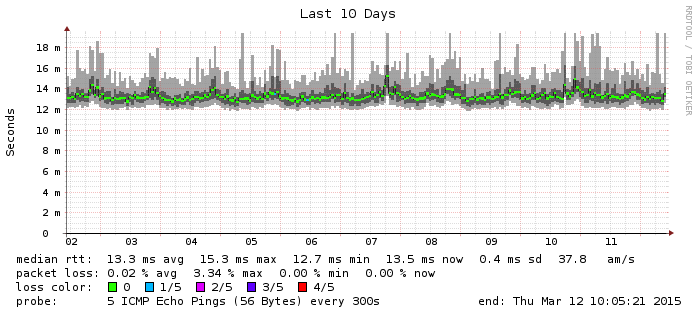 Last 10 Days
RRDTOOL / TOBI OETIKER
Seconds
18 m
16 m
14 m
12 m
10 m
8 m
6 m
4 m
2 m
0
02 03 04 05 06 07 08 09 10 11
median rtt: 13.3 ms avg 15.3 ms max 12.7 ms min 13.5 ms now 0.4 ms sd 37.8 am/s
packet loss: 0.02 % avg 3.34 % max 0.00 % min 0.00 % now
loss color: 0 1/5 2/5 3/5 4/5
probe: 5 ICMP Echo Pings (56 Bytes) every 300s end: Thu Mar 12 10:05:21 2015